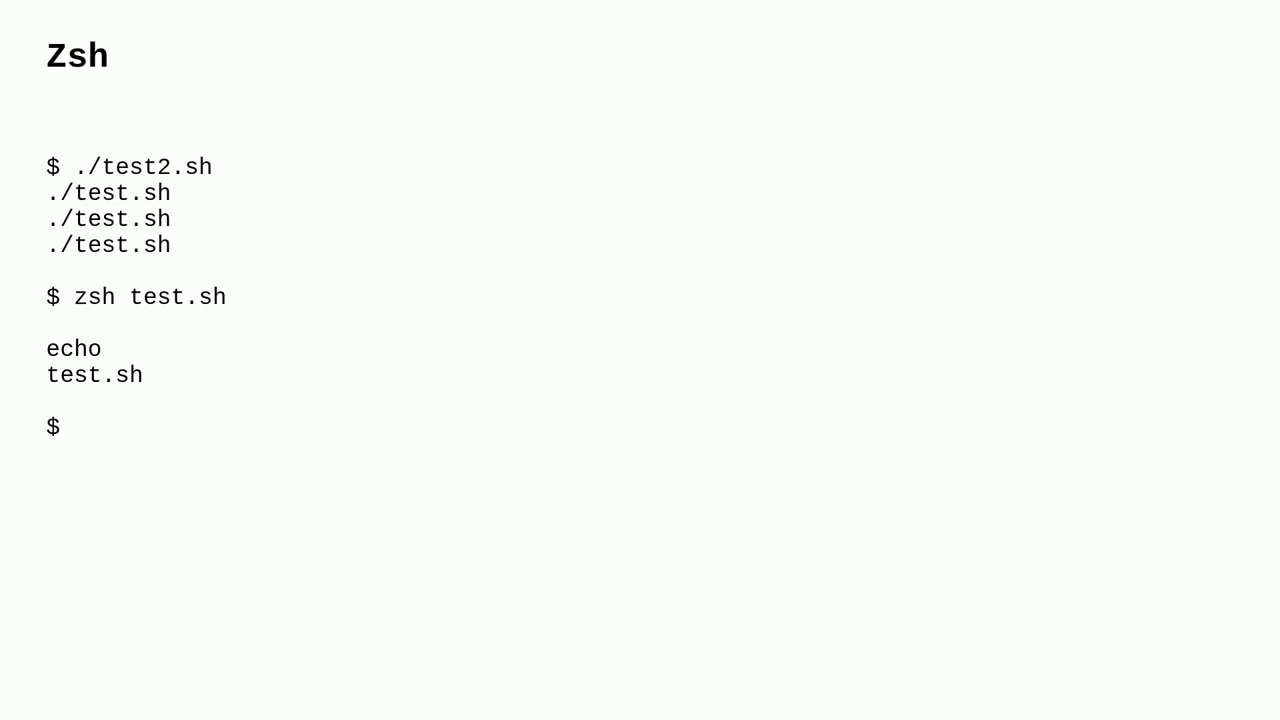 Zsh
$ ./test2.sh
./test.sh
./test.sh
./test.sh
$ zsh test.sh
echo
test.sh
$